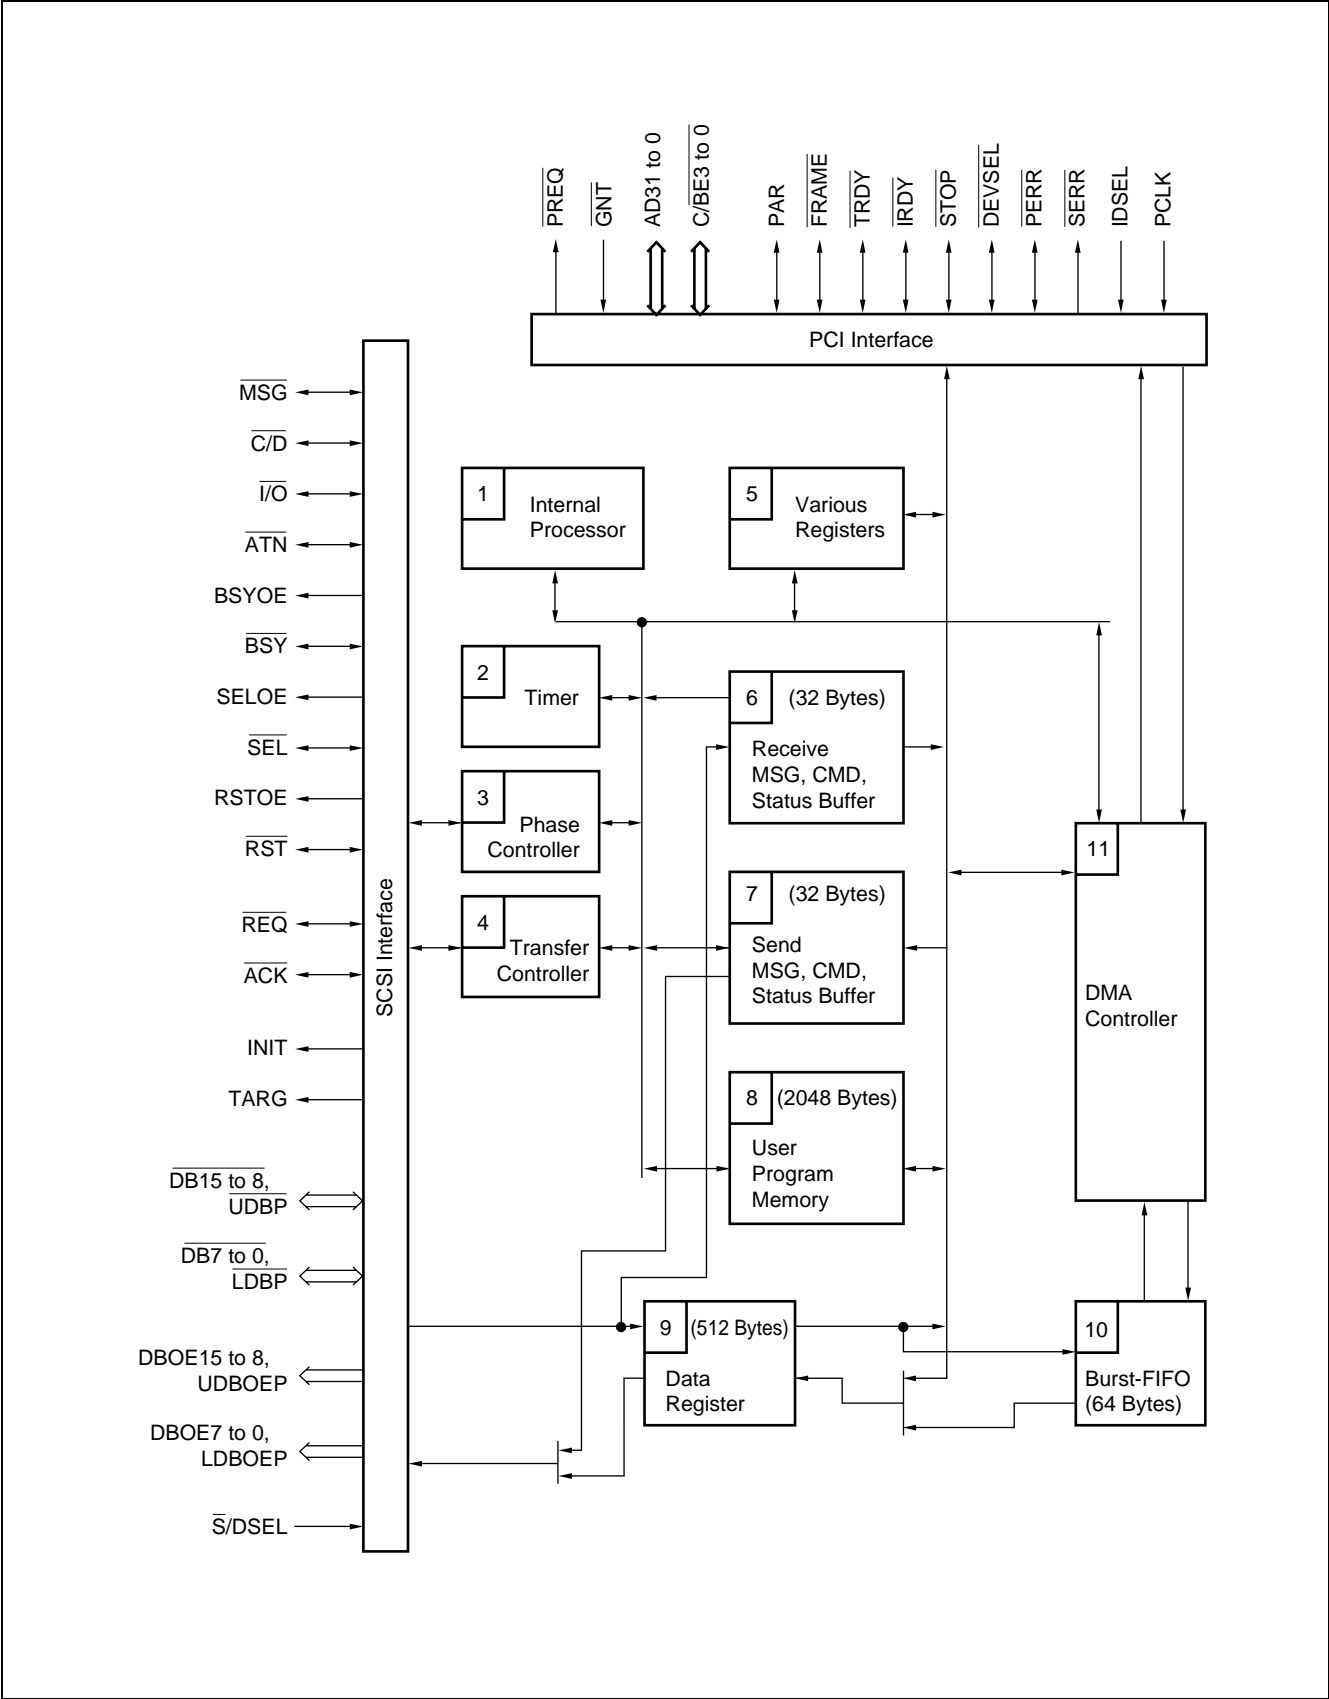 PREQ
GNT
AD31 to 0
C/BE3 to 0
PAR
FRAME
TRDY
IRDY
STOP
DEVSEL
PERR
SERR
IDSEL
PCLK
PCI Interface
MSG
C/D
I/O
ATN
BSYOE
BSY
SELOE
SEL
RSTOE
RST
REQ
ACK
INIT
TARG
DB15 to 8,
UDBP
DB7 to 0,
LDBP
DBOE15 to 8,
UDBOEP
DBOE7 to 0,
LDBOEP
S/DSEL
SCSI Interface
1
Internal
Processor
2
Timer
3
Phase
Controller
4
Transfer
Controller
5
Various
Registers
6 (32 Bytes)
Receive
MSG, CMD,
Status Buffer
7 (32 Bytes)
Send
MSG, CMD,
Status Buffer
8 (2048 Bytes)
User
Program
Memory
9 (512 Bytes)
Data
Register
10
Burst-FIFO
(64 Bytes)
11
DMA
Controller